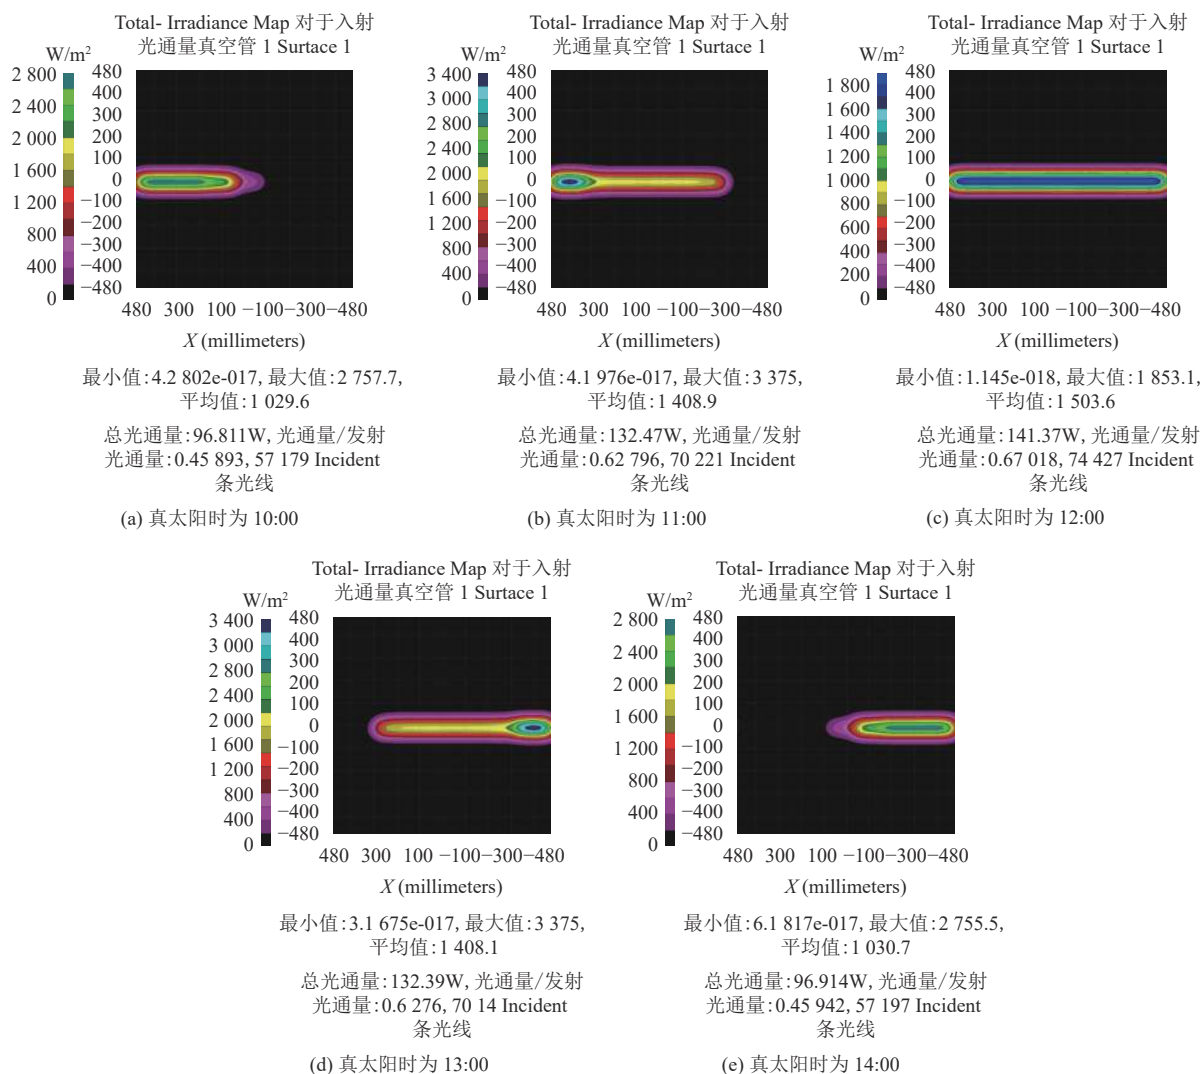 Total- Irradiance Map 对于入射
光通量真空管 1 Surtace 1
W/m²
2 800
2 400
2 000
1 600
1 200
800
400
0
480
400
300
200
100
0
−100
−200
−300
−400
−480
480 300 100 −100−300−480
X (millimeters)
最小值:4.2 802e-017, 最大值:2 757.7,
平均值:1 029.6
总光通量:96.811W, 光通量/发射
光通量:0.45 893, 57 179 Incident
条光线
(a) 真太阳时为 10:00
Total- Irradiance Map 对于入射
光通量真空管 1 Surtace 1
W/m²
3 400
3 000
2 800
2 400
2 000
1 600
1 200
800
400
0
480
400
300
200
100
0
−100
−200
−300
−400
−480
480 300 100 −100−300−480
X (millimeters)
最小值:4.1 976e-017, 最大值:3 375,
平均值:1 408.9
总光通量:132.47W, 光通量/发射
光通量:0.62 796, 70 221 Incident
条光线
(b) 真太阳时为 11:00
Total- Irradiance Map 对于入射
光通量真空管 1 Surtace 1
W/m²
1 800
1 600
1 400
1 200
1 000
800
600
400
200
0
480
400
300
200
100
0
−100
−200
−300
−400
−480
480 300 100 −100−300−480
X (millimeters)
最小值:1.145e-018, 最大值:1 853.1,
平均值:1 503.6
总光通量:141.37W, 光通量/发射
光通量:0.67 018, 74 427 Incident
条光线
(c) 真太阳时为 12:00
Total- Irradiance Map 对于入射
光通量真空管 1 Surtace 1
W/m²
3 400
3 000
2 800
2 400
2 000
1 600
1 200
800
400
0
480
400
300
200
100
0
−100
−200
−300
−400
−480
480 300 100 −100−300−480
X (millimeters)
最小值:3.1 675e-017, 最大值:3 375,
平均值:1 408.1
总光通量:132.39W, 光通量/发射
光通量:0.6 276, 70 14 Incident
条光线
(d) 真太阳时为 13:00
Total- Irradiance Map 对于入射
光通量真空管 1 Surtace 1
W/m²
2 800
2 400
2 000
1 600
1 200
800
400
0
480
400
300
200
100
0
−100
−200
−300
−400
−480
480 300 100 −100−300−480
X (millimeters)
最小值:6.1 817e-017, 最大值:2 755.5,
平均值:1 030.7
总光通量:96.914W, 光通量/发射
光通量:0.45 942, 57 197 Incident
条光线
(e) 真太阳时为 14:00